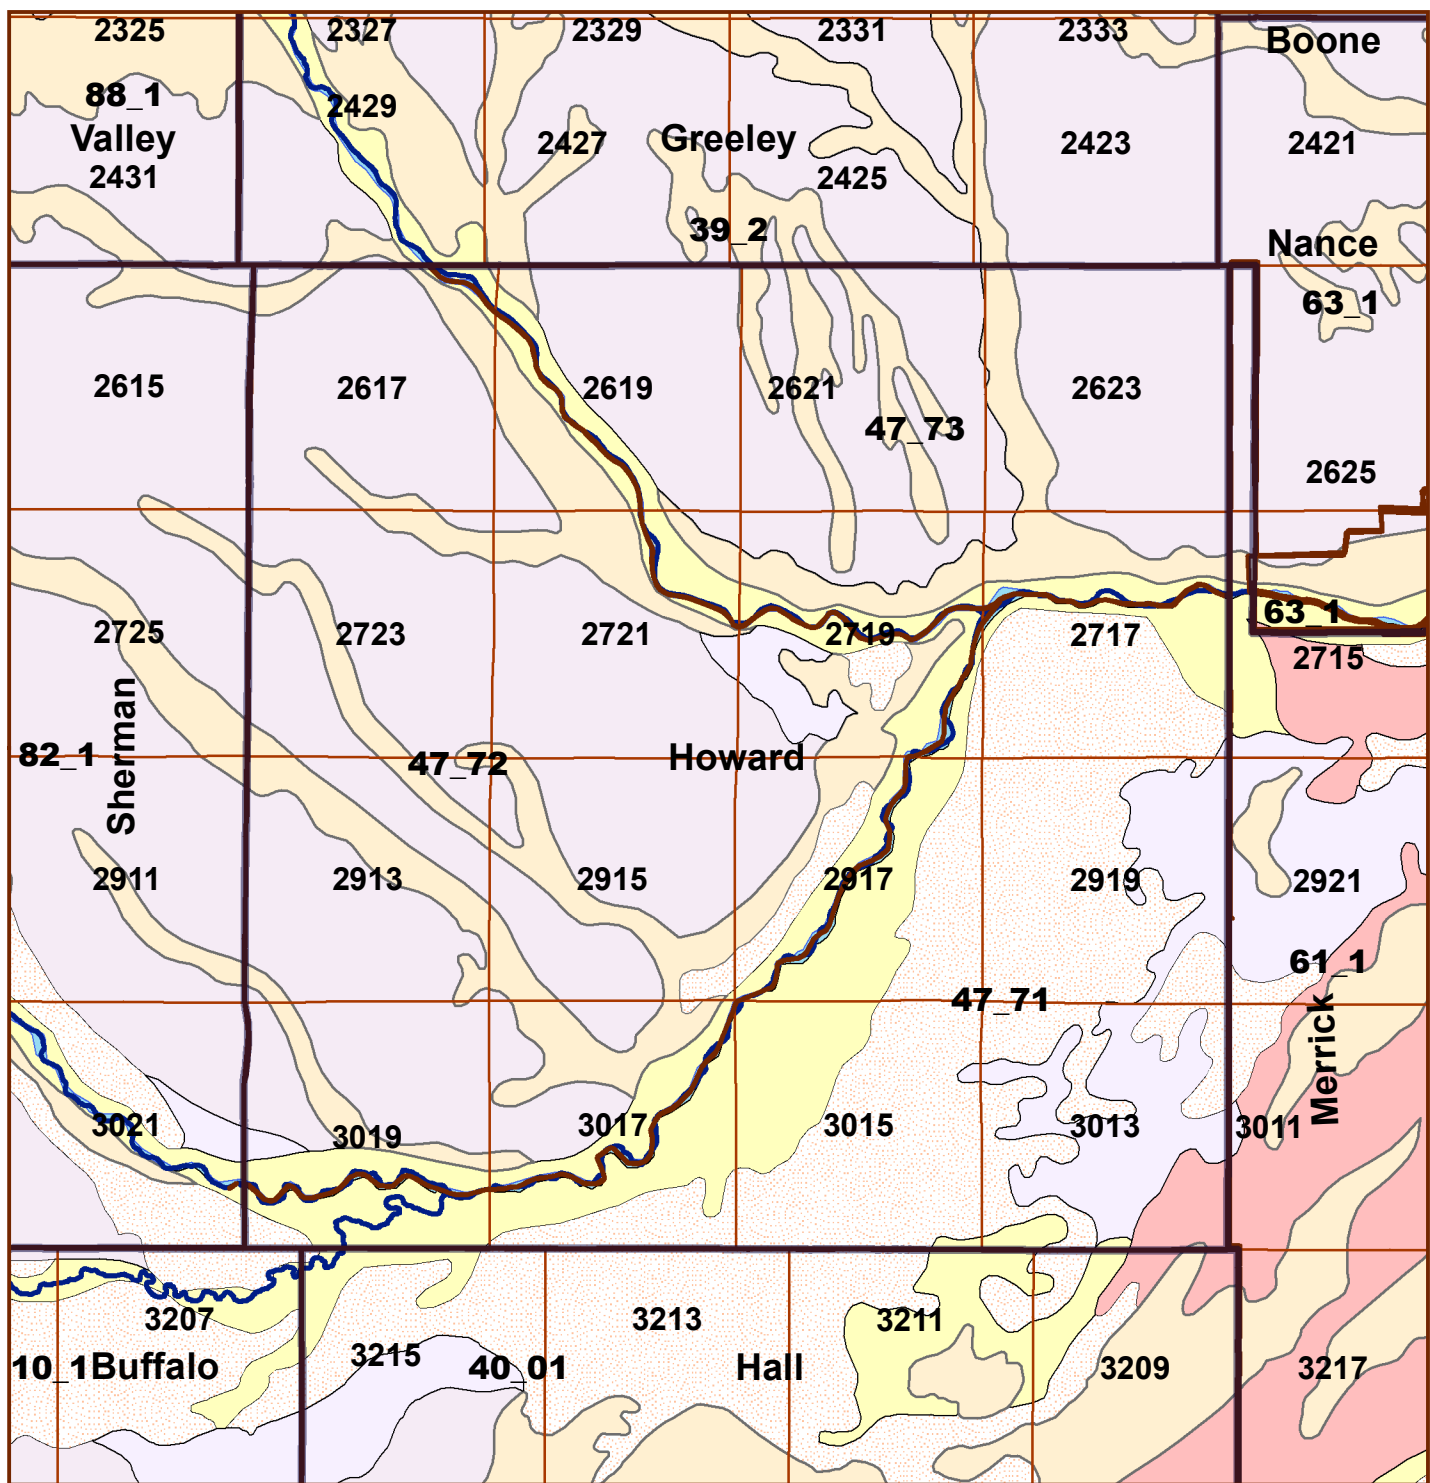 2325 2327 2329 2331 2333 Boone
88_1 2429
Valley 2427 Greeley 2423 2421
2431 2425
39_2 Nance
63_1
2615 2617 2619 2621 2623
47_73
2625
63_1
2725 2723 2721 2719 2717
2715
Sherman
82_1 47_72 Howard
2911 2913 2915 2917 2919 2921
61_1
47_71
Merrick
3021 3019 3017 3015 3013 3011
3207 3213 3211
3215
10_1 Buffalo 40_01 Hall 3209 3217